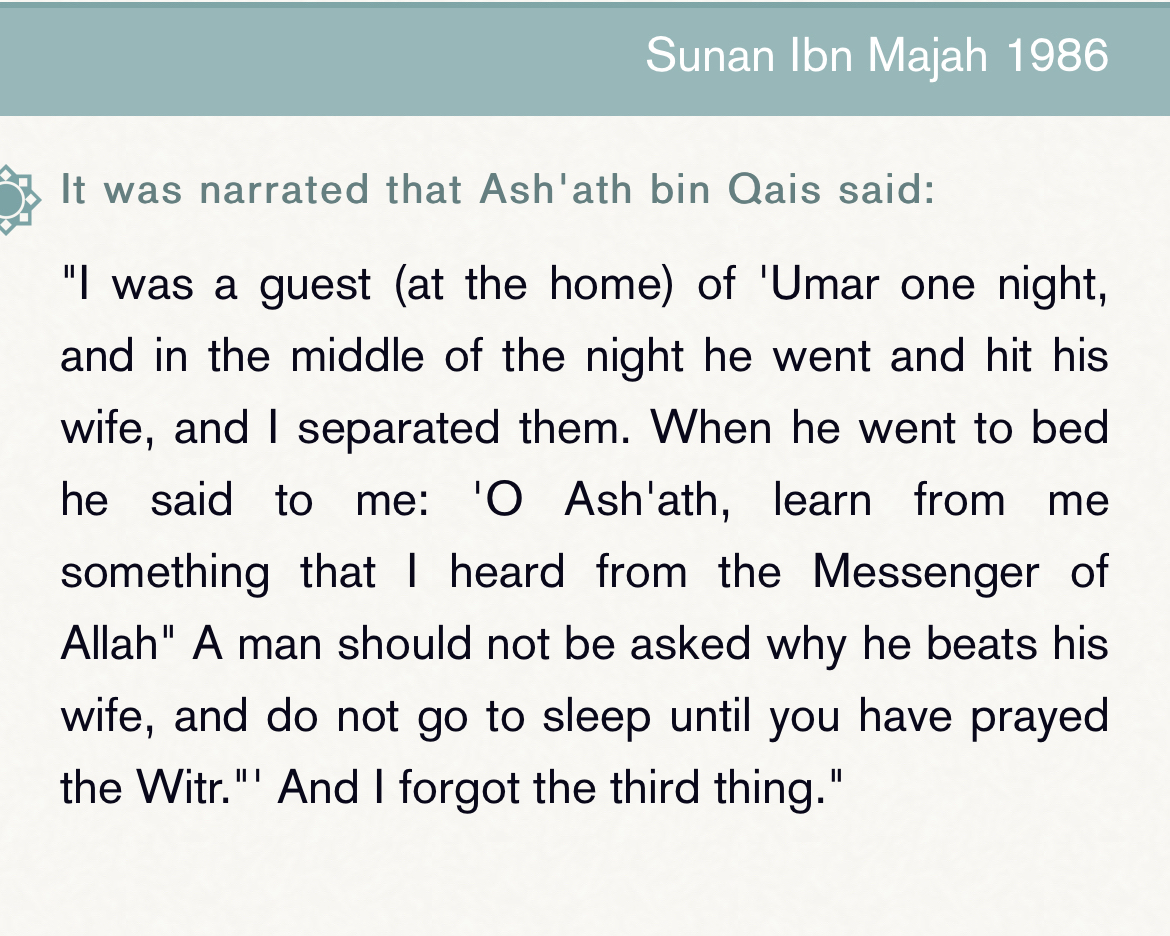 Sunan Ibn Majah 1986
It was narrated that Ash'ath bin Qais said:
"I was a guest (at the home) of 'Umar one night,
and in the middle of the night he went and hit his
wife, and I separated them. When he went to bed
he said to me: 'O Ash'ath, learn from me
something that I heard from the Messenger of
Allah" A man should not be asked why he beats his
wife, and do not go to sleep until you have prayed
the Witr."' And I forgot the third thing."